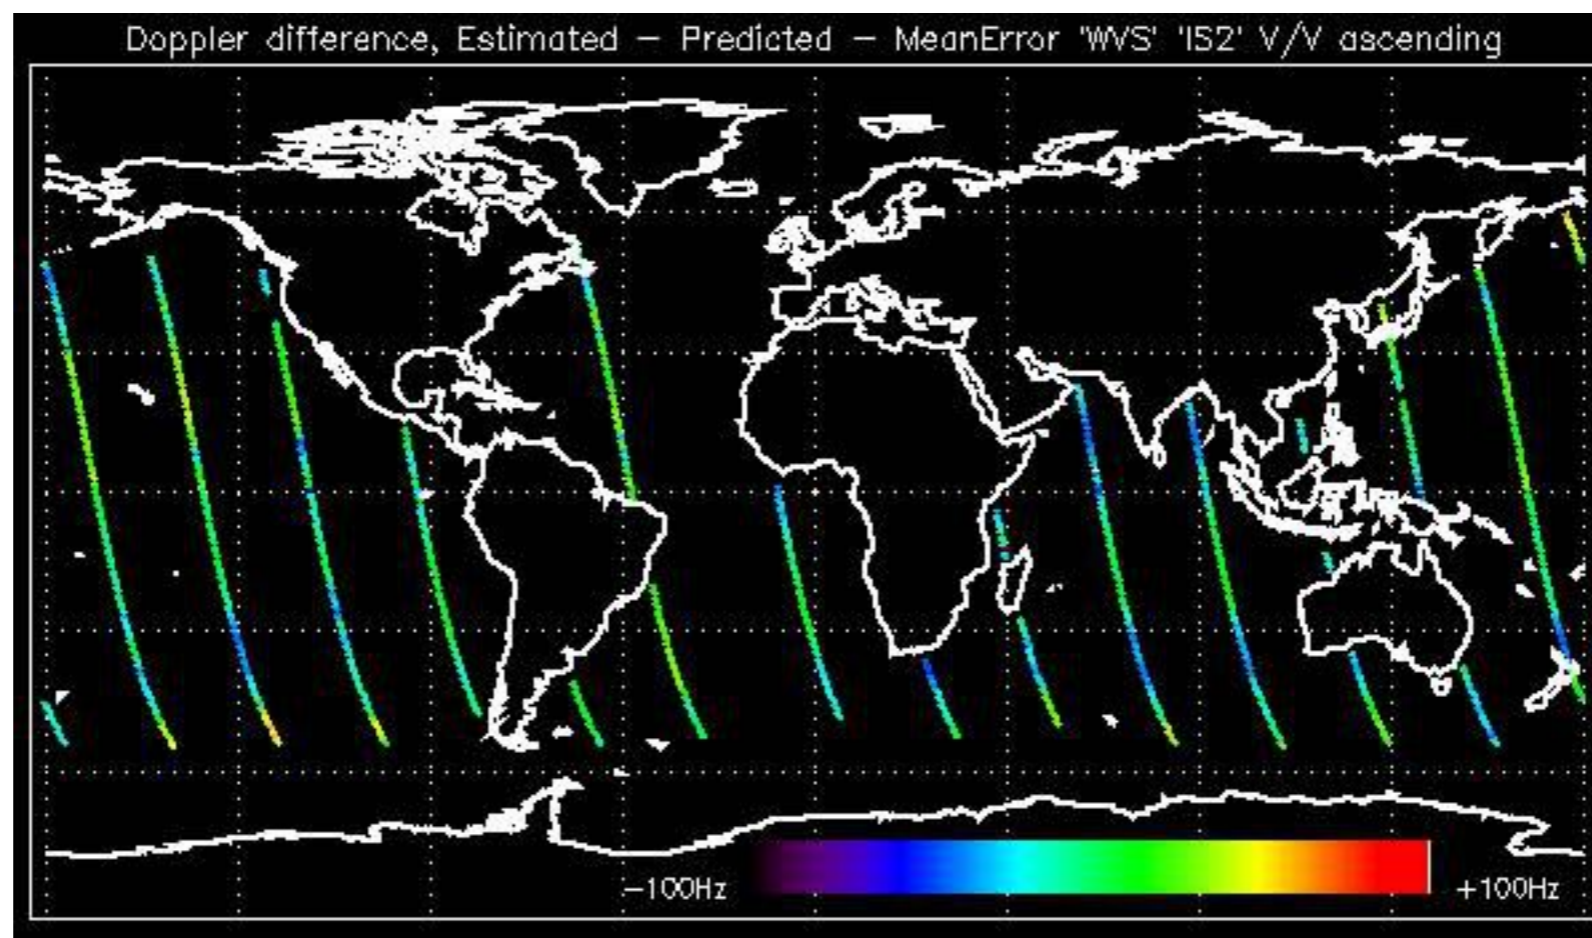 Doppler difference, Estimated – Predicted – MeanError 'WVS' 'IS2' V/V ascending
–100Hz
+100Hz